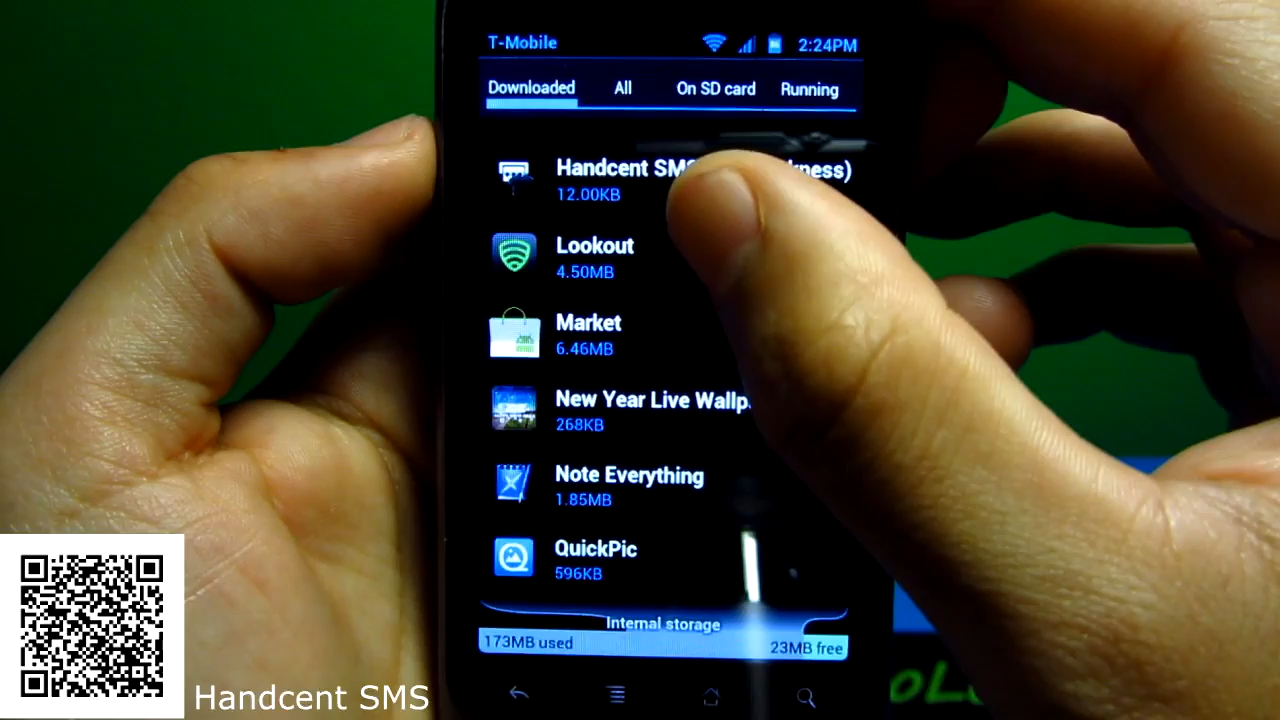 T-Mobile 2:24PM
Downloaded All On SD card Running
Handcent
12.00KB
Lookout
4.50MB
Market
6.46MB
New Year Live Wallp
268KB
Note Everything
1.85MB
QuickPic
596KB
Internal storage
173MB used 23MB free
Handcent SMS